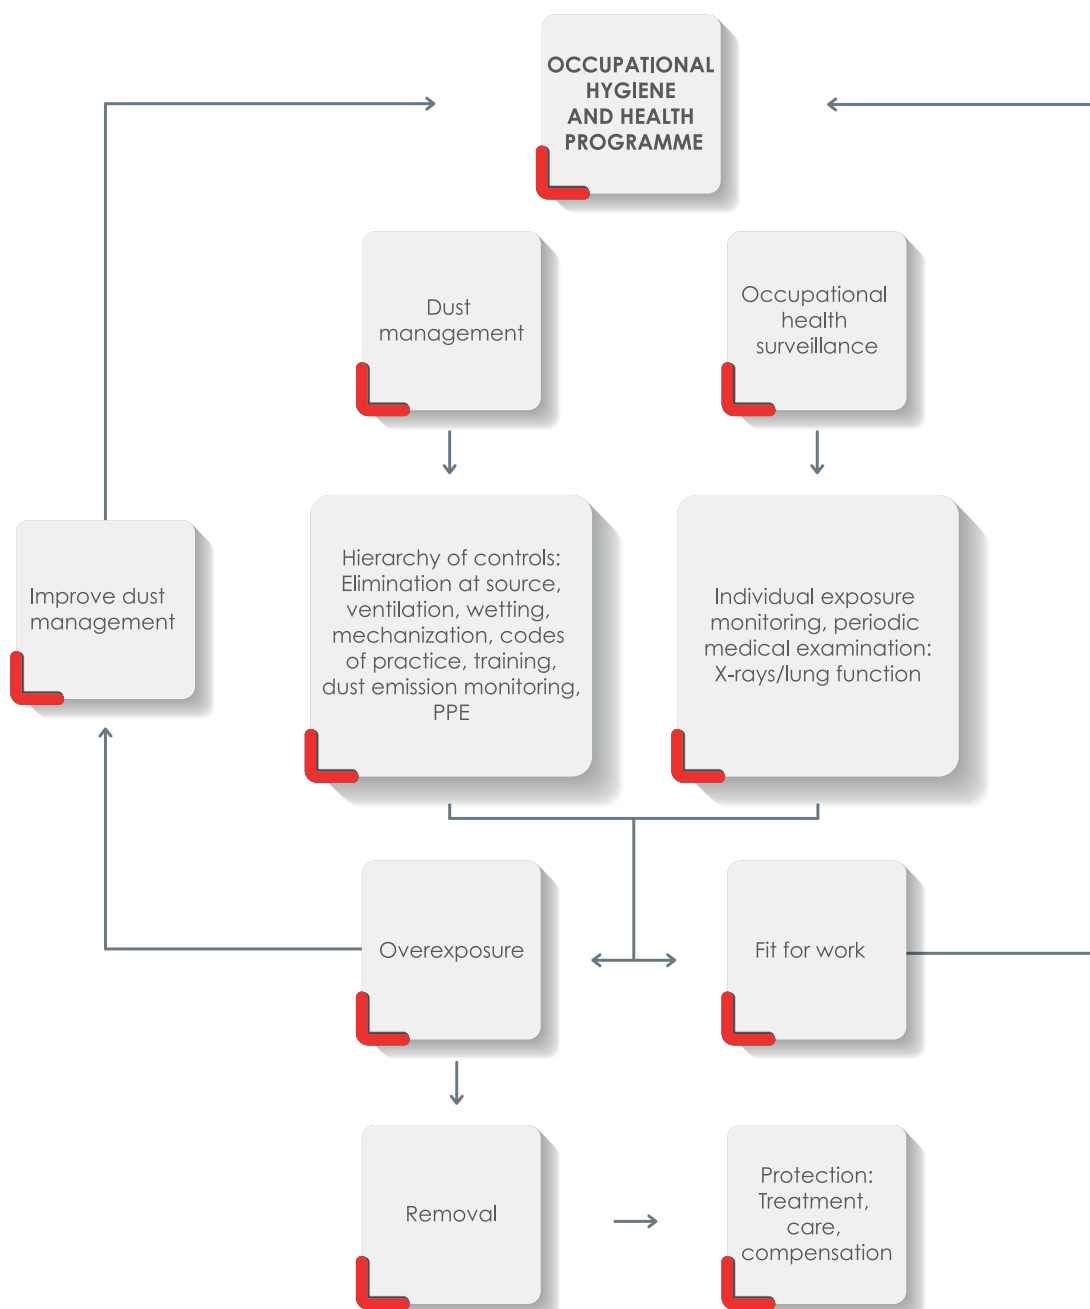 OCCUPATIONAL
HYGIENE
AND HEALTH
PROGRAMME
Dust
management
Occupational
health
surveillance
Hierarchy of controls:
Elimination at source,
ventilation, wetting,
mechanization, codes
of practice, training,
dust emission monitoring,
PPE
Individual exposure
monitoring, periodic
medical examination:
X-rays/lung function
Improve dust
management
Overexposure
Fit for work
Removal
Protection:
Treatment,
care,
compensation